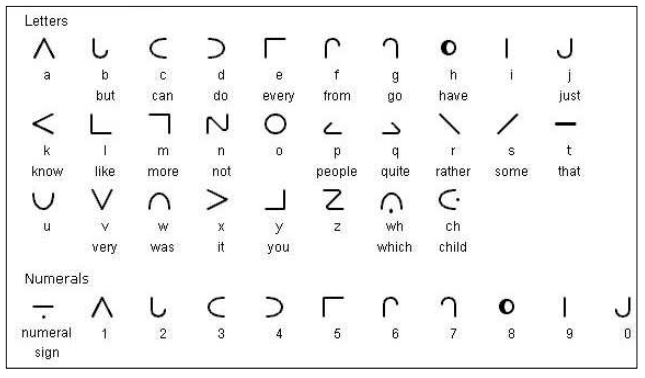 Letters
a b c d e f g h i j
but can do every from go have just
k l m n o p q r s t
know like more not people quite rather some that
u v w x y z wh ch
very was it you which child
Numerals
numeral 1 2 3 4 5 6 7 8 9 0
sign